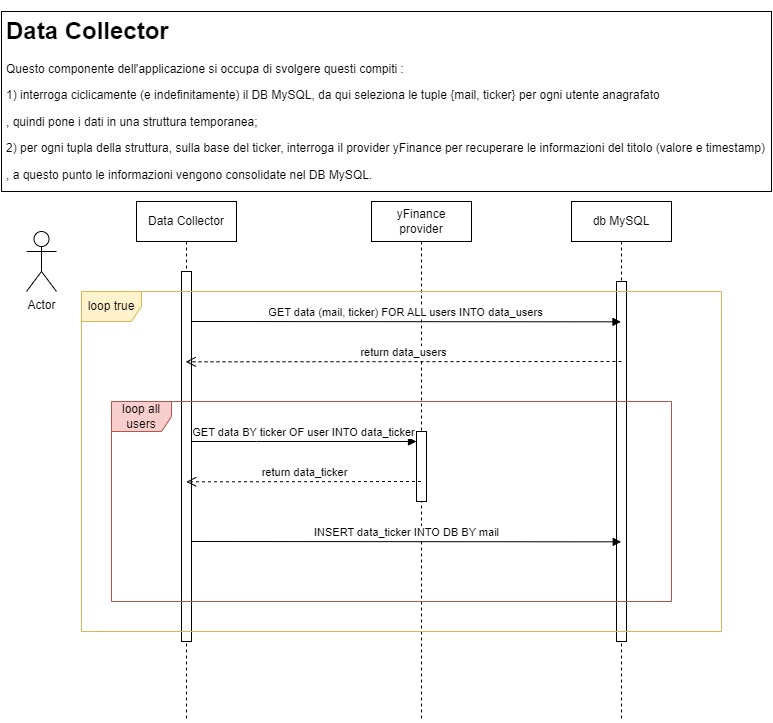 Data Collector
Questo componente dell'applicazione si occupa di svolgere questi compiti :
1) interroga ciclicamente (e indefinitamente) il DB MySQL, da qui seleziona le tuple {mail, ticker} per ogni utente anagrafato
, quindi pone i dati in una struttura temporanea;
2) per ogni tupla della struttura, sulla base del ticker, interroga il provider yFinance per recuperare le informazioni del titolo (valore e timestamp)
, a questo punto le informazioni vengono consolidate nel DB MySQL.
Data Collector
yFinance
provider
db MySQL
Actor
loop true
GET data (mail, ticker) FOR ALL users INTO data_users
return data_users
loop all
users
GET data BY ticker OF user INTO data_ticker
return data_ticker
INSERT data_ticker INTO DB BY mail